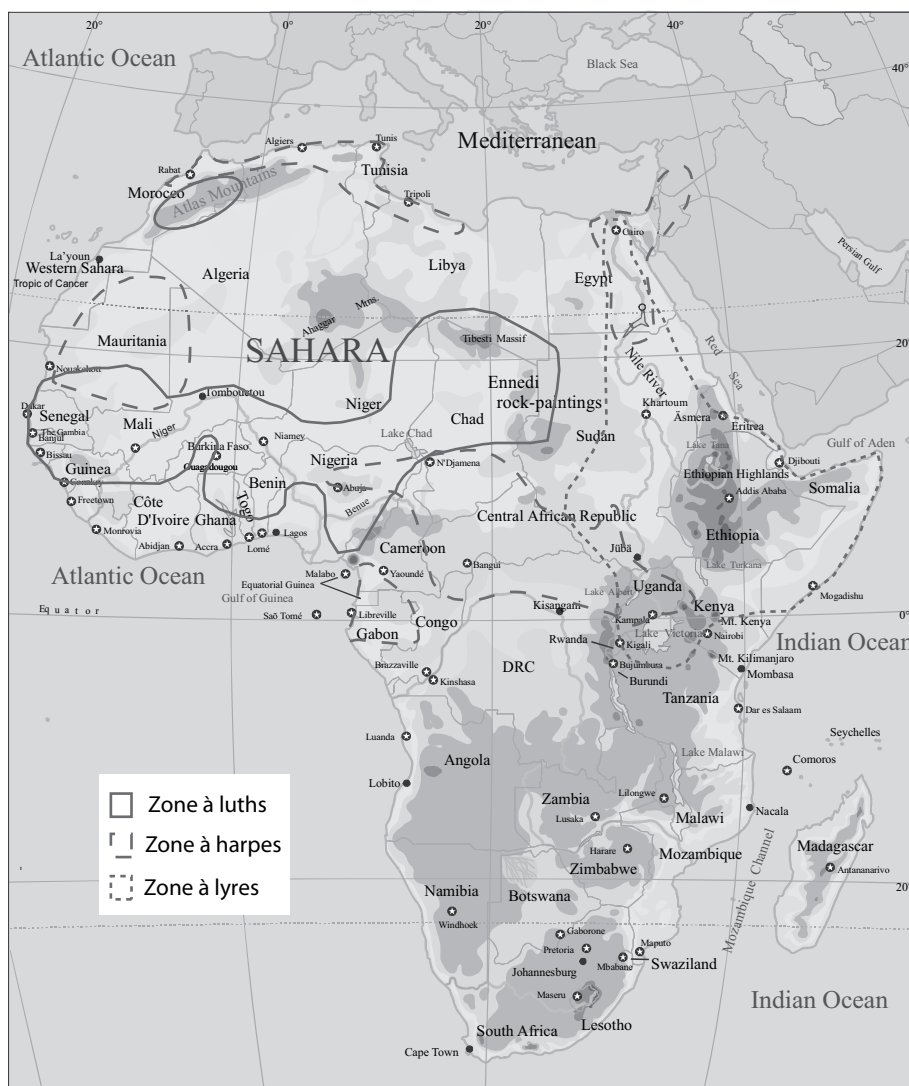 20°
0°
20°
40°
Atlantic Ocean
Black Sea
40°
Mediterranean
Algiers
Tunis
Tunisia
Rabat
Morocco
Atlas Mountains
Tripoli
Cairo
La'youn
Western Sahara
Tropic of Cancer
Algeria
Libya
Egypt
Persian Gulf
Ahaggar Mtns.
Mauritania
SAHARA
Tibesti Massif
Nile River
Red Sea
20°
Nouakchou
Ennedi
rock-paintings
Tombouctou
Niger
Chad
Khartoum
Äsmera
Eritrea
Dakar
Senegal
The Gambia
Banjul
Mali
Niger
Niamey
Lake Chad
Sudan
Lake Tana
Gulf of Aden
Bissau
Burkina Faso
Ouagadougou
Nigeria
N'Djamena
Djibouti
Guinea
Conakry
Benin
Abuja
Ethiopian Highlands
Addis Ababa
Somalia
Freetown
Côte
D'Ivoire
Ghana
Togo
Benue
Central African Republic
Monrovia
Abidjan
Accra
Lomé
Lagos
Cameroon
Ethiopia
Atlantic Ocean
Malabo
Yaoundé
Bangui
Jūbā
Lake Turkana
Equatorial Guinea
Gulf of Guinea
Uganda
Lake Albert
Mogadishu
Equator
Saō Tomé
Libreville
Kisangani
Kampala
Kenya
Mt. Kenya
0°
Gabon
Congo
Rwanda
Lake Victoria
Nairobi
Indian Ocean
Kigali
Brazzaville
Kinshasa
DRC
Bujumbura
Burundi
Mt. Kilimanjaro
Mombasa
Tanzania
Dar es Salaam
Luanda
Seychelles
Angola
Lake Malawi
Comoros
Lobito
Zambia
Lilongwe
Lusaka
Malawi
Nacala
Zone à luths
Zone à harpes
Zone à lyres
Harare
Zimbabwe
Mozambique
Mozambique Channel
Madagascar
Antananarivo
Namibia
Botswana
20°
Windhoek
Gaborone
Pretoria
Maputo
Johannesburg
Mbabane
Swaziland
Maseru
Indian Ocean
South Africa
Lesotho
Cape Town